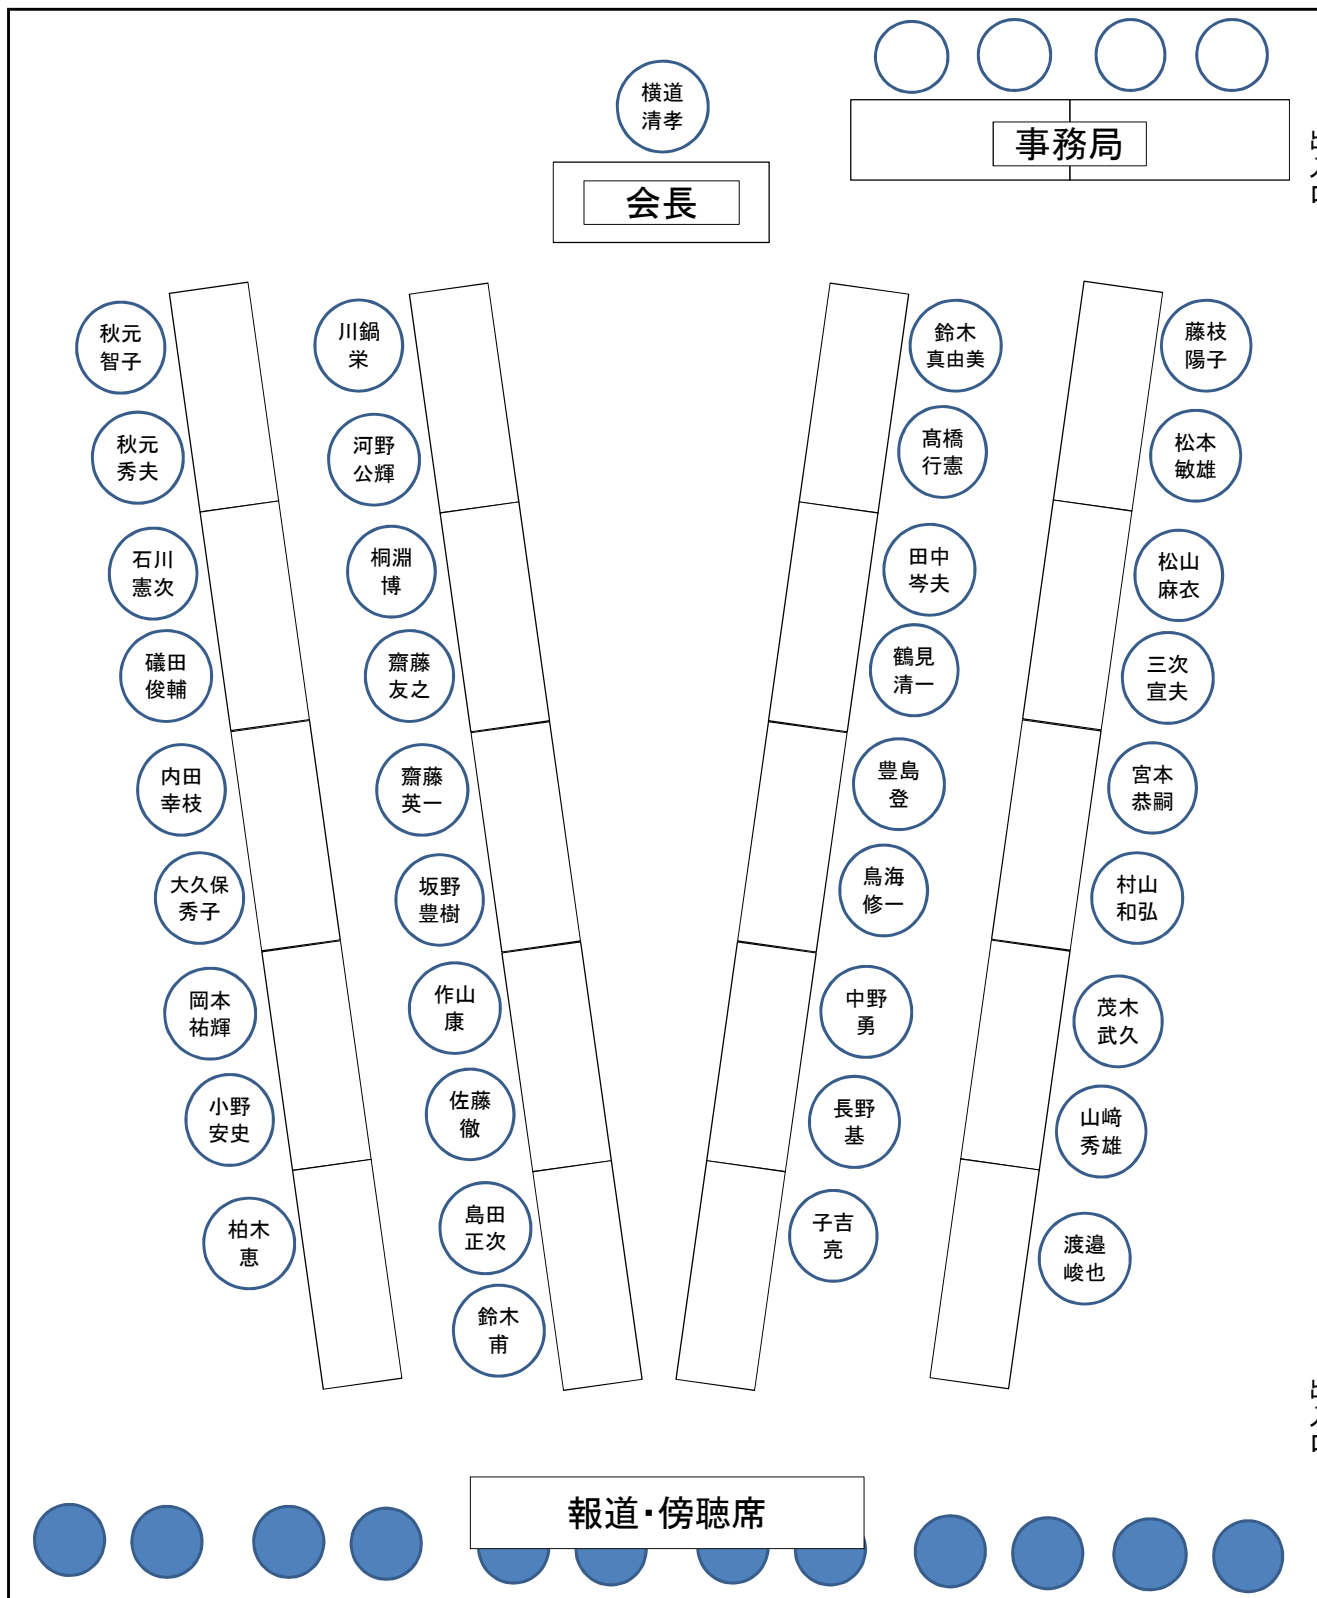 横道
清孝
会長
事務局
出入口
秋元
智子
秋元
秀夫
石川
憲次
礒田
俊輔
内田
幸枝
大久保
秀子
岡本
祐輝
小野
安史
柏木
恵
川鍋
栄
河野
公輝
桐淵
博
齋藤
友之
齋藤
英一
坂野
豊樹
作山
康
佐藤
徹
島田
正次
鈴木
甫
鈴木
真由美
髙橋
行憲
田中
岑夫
鶴見
清一
豊島
登
鳥海
修一
中野
勇
長野
基
子吉
亮
藤枝
陽子
松本
敏雄
松山
麻衣
三次
宣夫
宮本
恭嗣
村山
和弘
茂木
武久
山﨑
秀雄
渡邉
峻也
出入口
報道・傍聴席